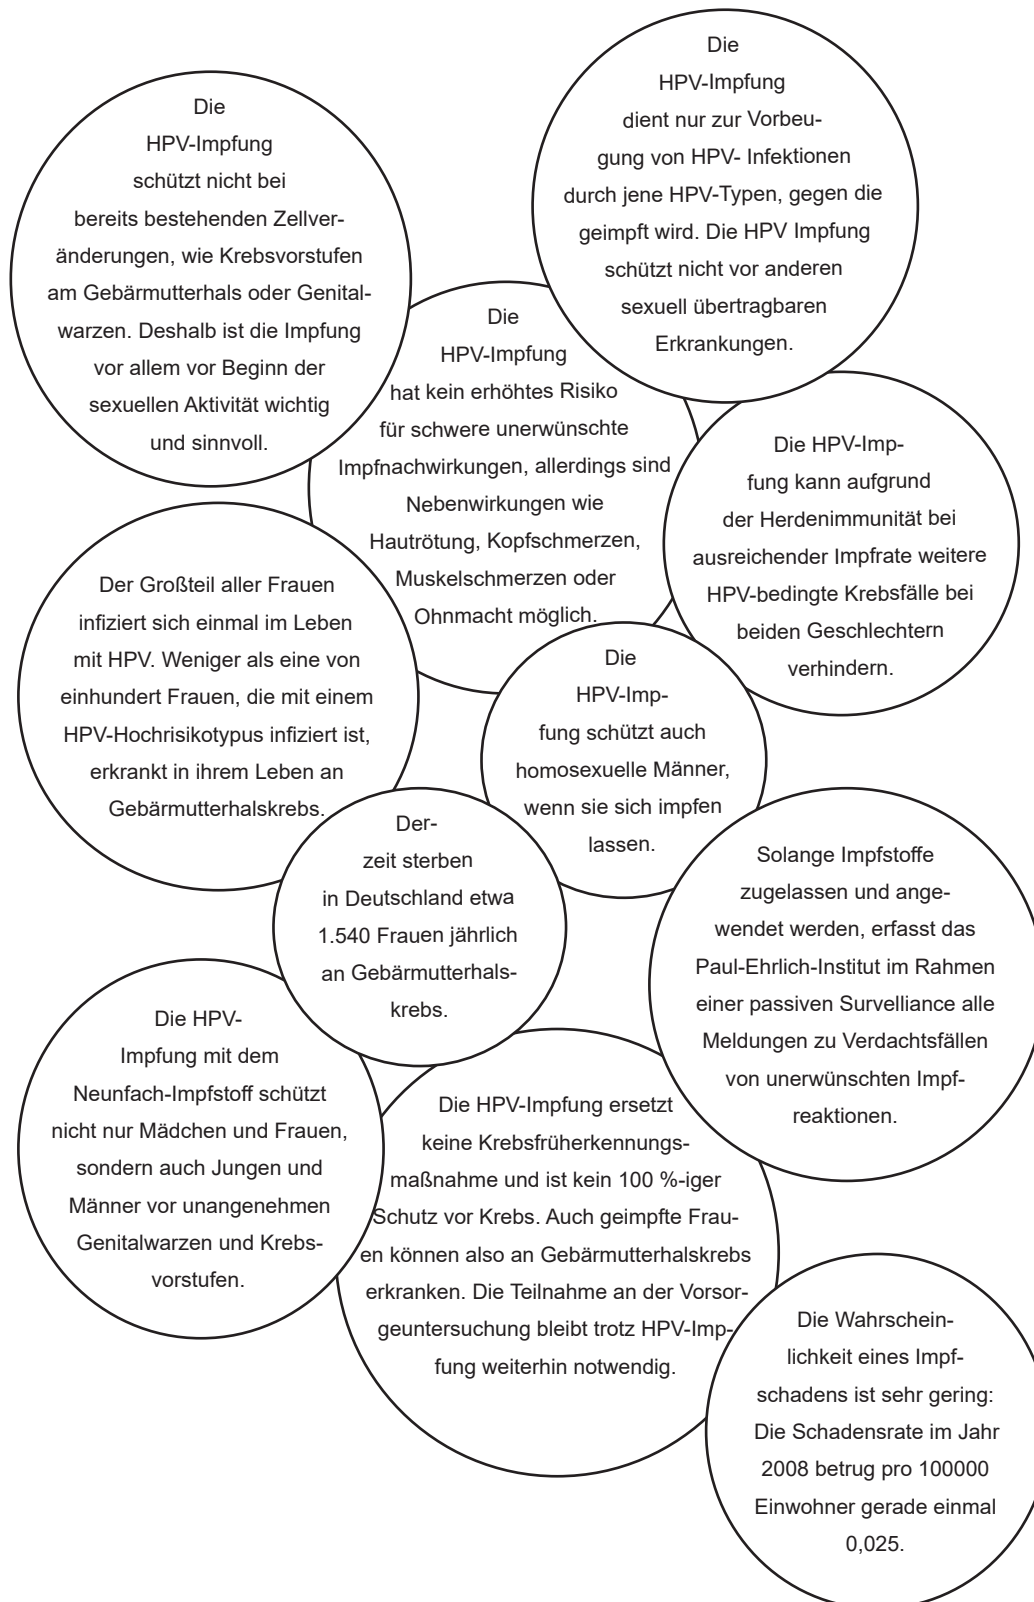 Die
HPV-Impfung
dient nur zur Vorbeu-
gung von HPV- Infektionen
durch jene HPV-Typen, gegen die
geimpft wird. Die HPV Impfung
schützt nicht vor anderen
sexuell übertragbaren
Erkrankungen.
Die
HPV-Impfung
schützt nicht bei
bereits bestehenden Zellver-
änderungen, wie Krebsvorstufen
am Gebärmutterhals oder Genital-
warzen. Deshalb ist die Impfung
vor allem vor Beginn der
sexuellen Aktivität wichtig
und sinnvoll.
Die
HPV-Impfung
hat kein erhöhtes Risiko
für schwere unerwünschte
Impfnachwirkungen, allerdings sind
Nebenwirkungen wie
Hautrötung, Kopfschmerzen,
Muskelschmerzen oder
Ohnmacht möglich.
Die HPV-Imp-
fung kann aufgrund
der Herdenimmunität bei
ausreichender Impfrate weitere
HPV-bedingte Krebsfälle bei
beiden Geschlechtern
verhindern.
Der Großteil aller Frauen
infiziert sich einmal im Leben
mit HPV. Weniger als eine von
einhundert Frauen, die mit einem
HPV-Hochrisikotypus infiziert ist,
erkrankt in ihrem Leben an
Gebärmutterhalskrebs.
Die
HPV-Imp-
fung schützt auch
homosexuelle Männer,
wenn sie sich impfen
lassen.
Der-
zeit sterben
in Deutschland etwa
1.540 Frauen jährlich
an Gebärmutterhals-
krebs.
Solange Impfstoffe
zugelassen und ange-
wendet werden, erfasst das
Paul-Ehrlich-Institut im Rahmen
einer passiven Survelliance alle
Meldungen zu Verdachtsfällen
von unerwünschten Impf-
reaktionen.
Die HPV-
Impfung mit dem
Neunfach-Impfstoff schützt
nicht nur Mädchen und Frauen,
sondern auch Jungen und
Männer vor unangenehmen
Genitalwarzen und Krebs-
vorstufen.
Die HPV-Impfung ersetzt
keine Krebsfrüherkennungs-
maßnahme und ist kein 100 %-iger
Schutz vor Krebs. Auch geimpfte Frau-
en können also an Gebärmutterhalskrebs
erkranken. Die Teilnahme an der Vorsor-
geuntersuchung bleibt trotz HPV-Imp-
fung weiterhin notwendig.
Die Wahrschein-
lichkeit eines Impf-
schadens ist sehr gering:
Die Schadensrate im Jahr
2008 betrug pro 100000
Einwohner gerade einmal
0,025.